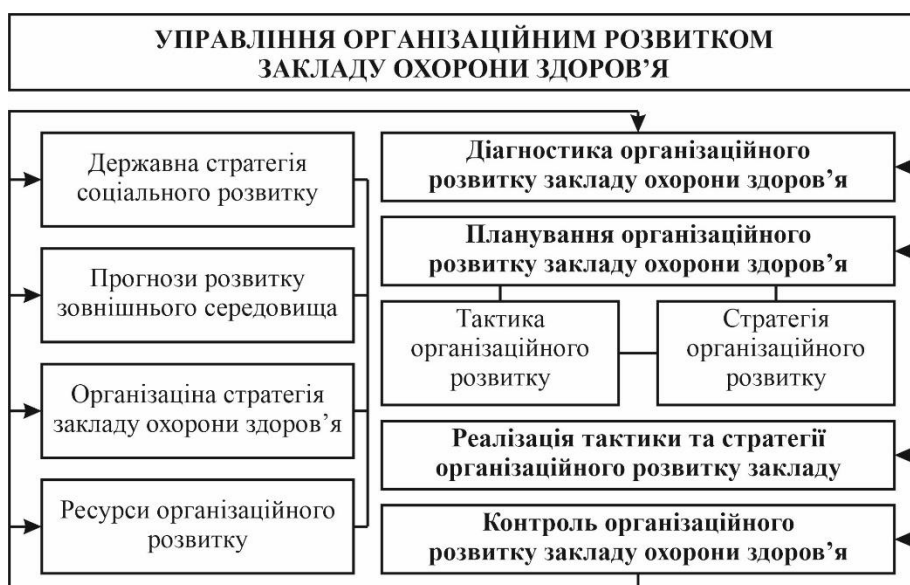 УПРАВЛІННЯ ОРГАНІЗАЦІЙНИМ РОЗВИТКОМ
ЗАКЛАДУ ОХОРОНИ ЗДОРОВ’Я
Державна стратегія
соціального розвитку
Прогнози розвитку
зовнішнього середовища
Організаціна стратегія
закладу охорони здоров’я
Ресурси організаційного
розвитку
Діагностика організаційного
розвитку закладу охорони здоров’я
Планування організаційного
розвитку закладу охорони здоров’я
Тактика
організаційного
розвитку
Стратегія
організаційного
розвитку
Реалізація тактики та стратегії
організаційного розвитку закладу
Контроль організаційного
розвитку закладу охорони здоров’я